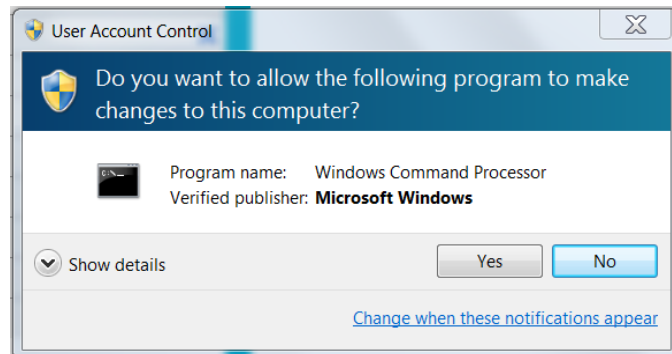 User Account Control
Do you want to allow the following program to make
changes to this computer?
Program name: Windows Command Processor
Verified publisher: Microsoft Windows
Show details
Yes
No
Change when these notifications appear